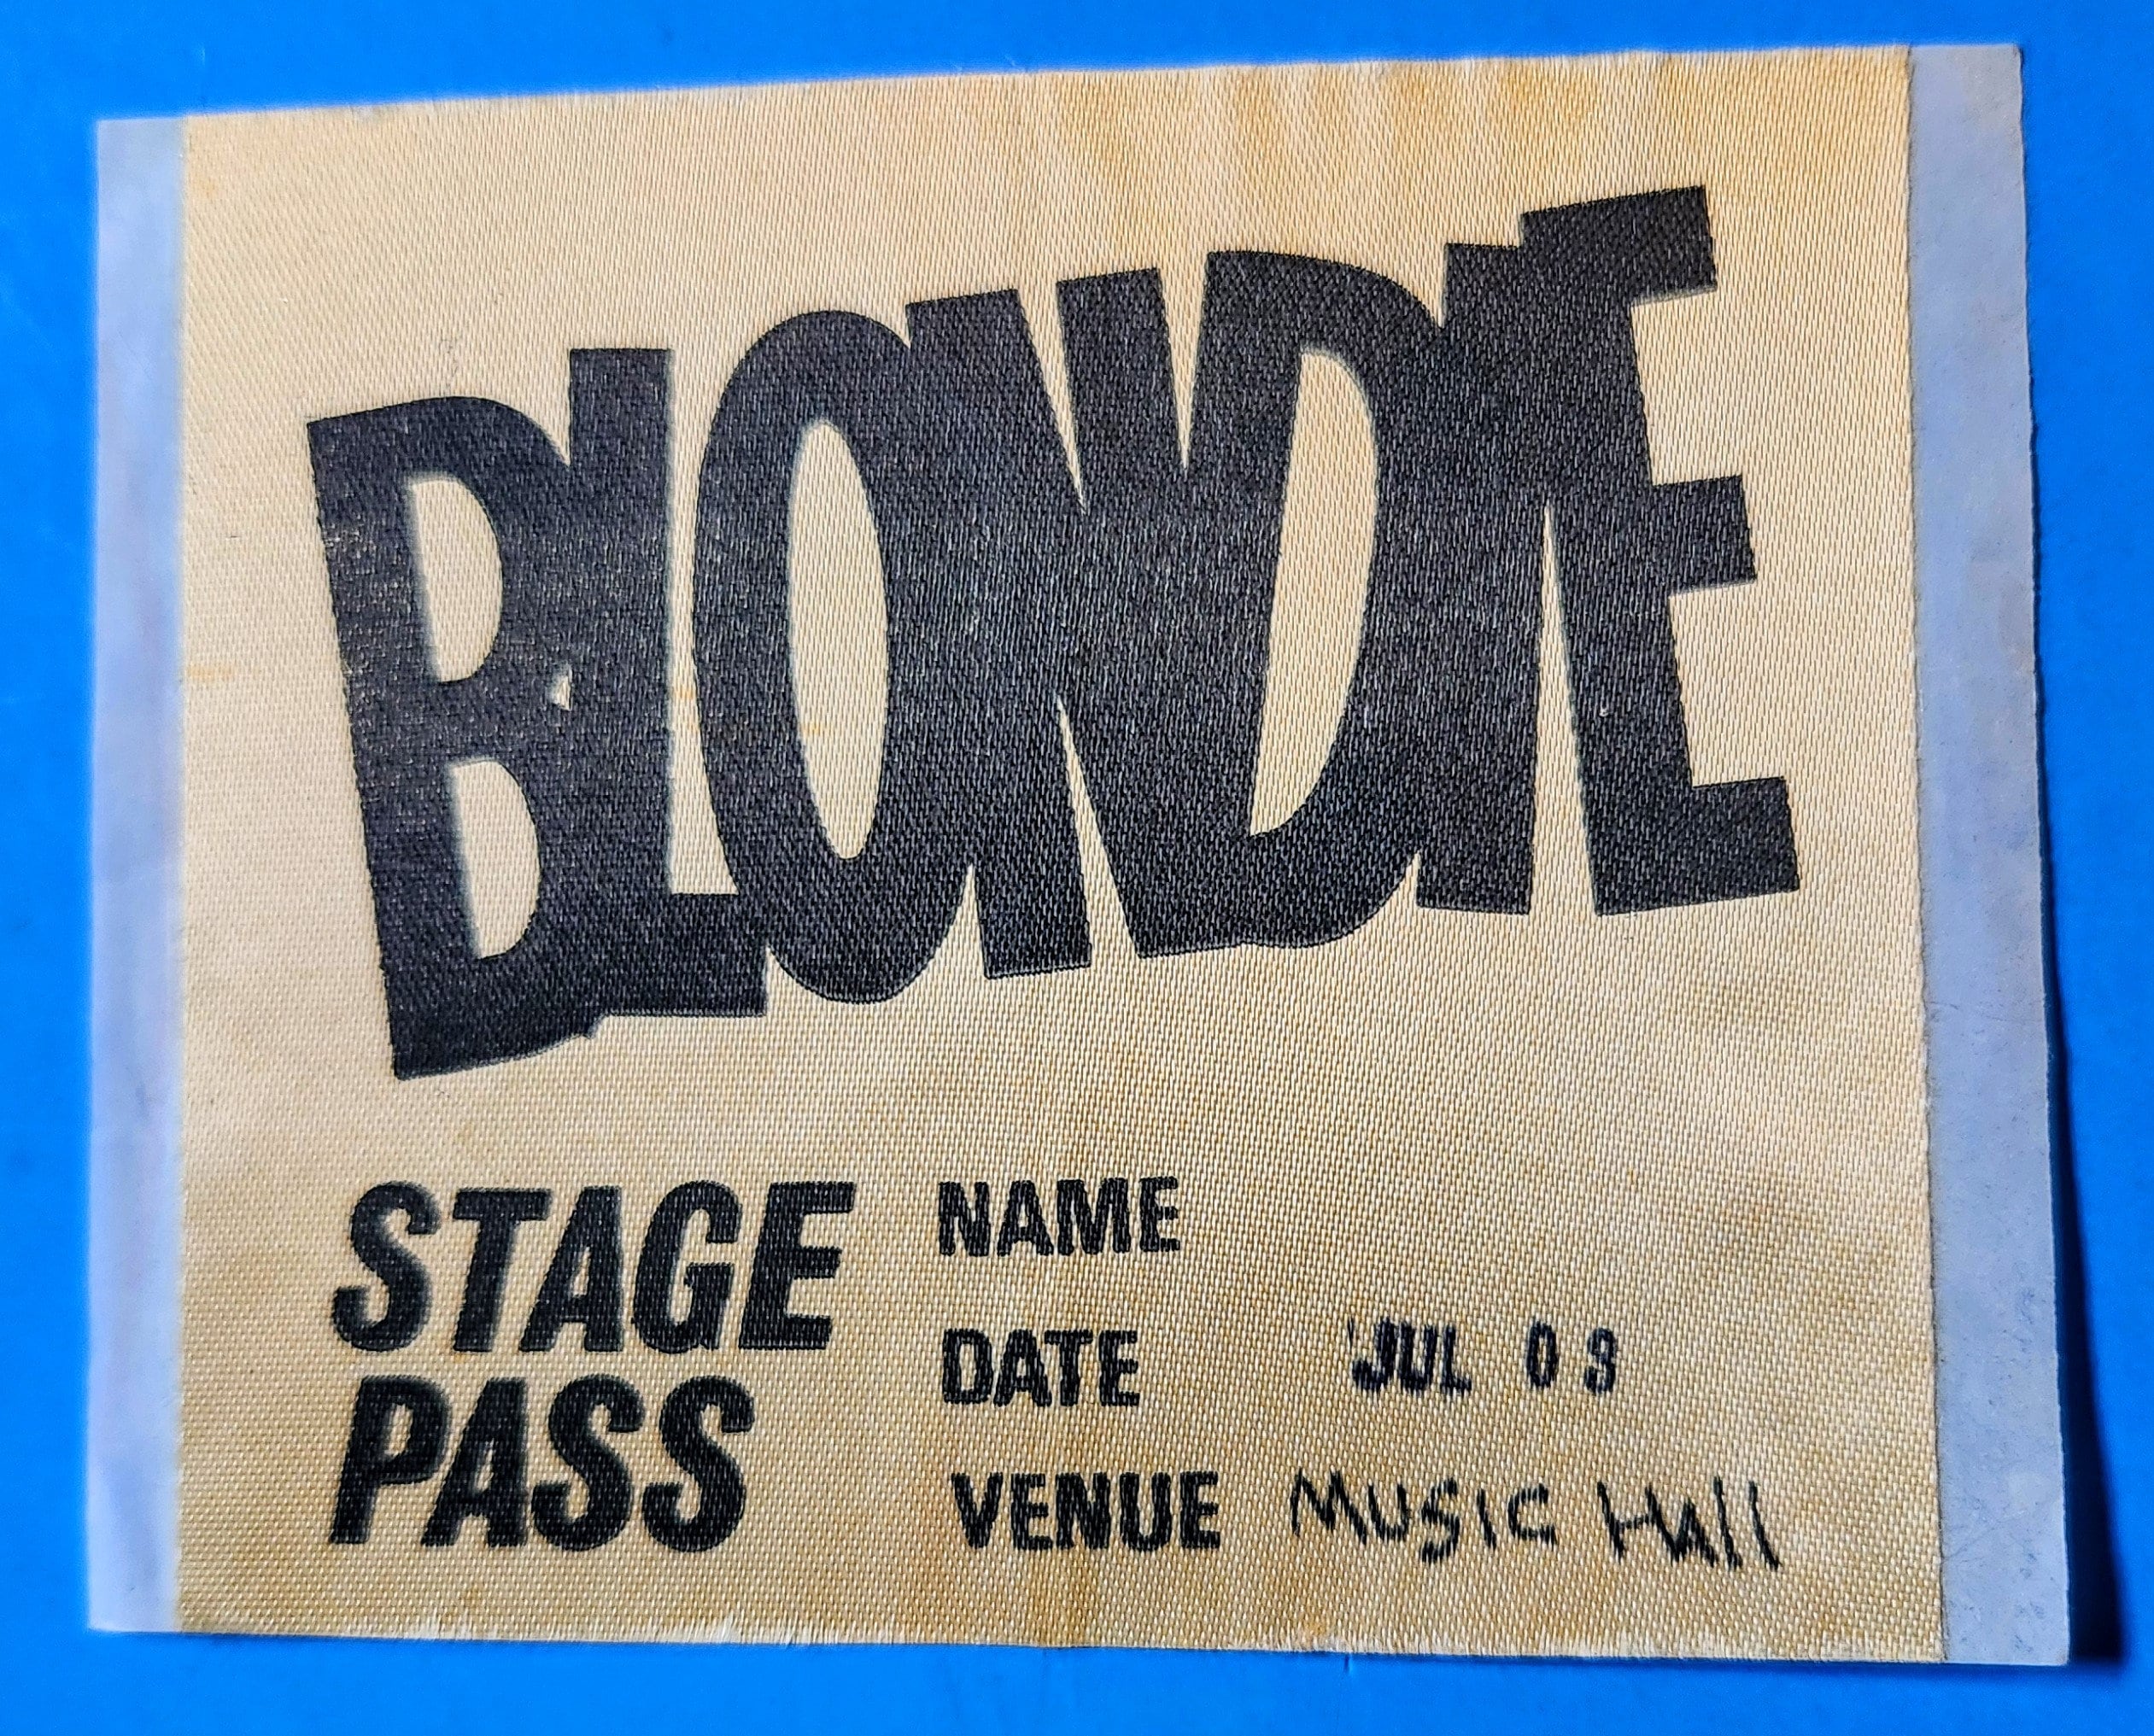 BLONDIE
STAGE
PASS
NAME
DATE JUL 03
VENUE Music Hall